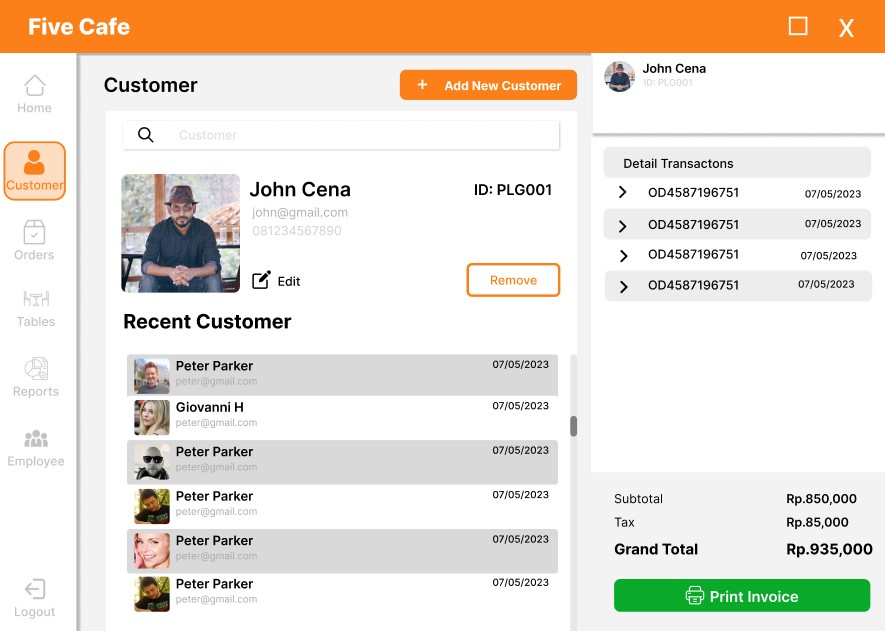 Five Cafe
X
Home
Customer
Orders
Tables
Reports
Employee
Logout
Customer
+ Add New Customer
Customer
John Cena
ID: PLG001
john@gmail.com
081234567890
Edit
Remove
Recent Customer
Peter Parker 07/05/2023
peter@gmail.com
Giovanni H 07/05/2023
peter@gmail.com
Peter Parker 07/05/2023
peter@gmail.com
Peter Parker 07/05/2023
peter@gmail.com
Peter Parker 07/05/2023
peter@gmail.com
Peter Parker 07/05/2023
peter@gmail.com
John Cena
ID: PLG001
Detail Transactons
OD4587196751 07/05/2023
OD4587196751 07/05/2023
OD4587196751 07/05/2023
OD4587196751 07/05/2023
Subtotal Rp.850,000
Tax Rp.85,000
Grand Total Rp.935,000
Print Invoice